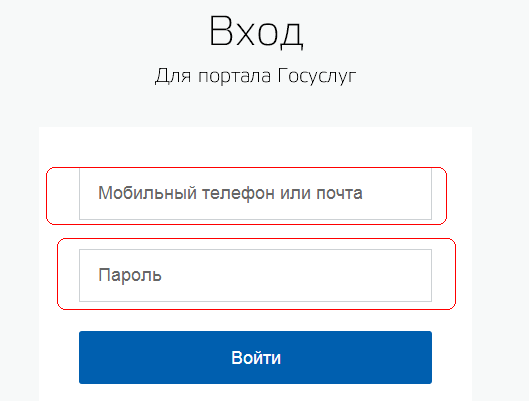 Вход
Для портала Госуслуг
Мобильный телефон или почта
Пароль
Войти